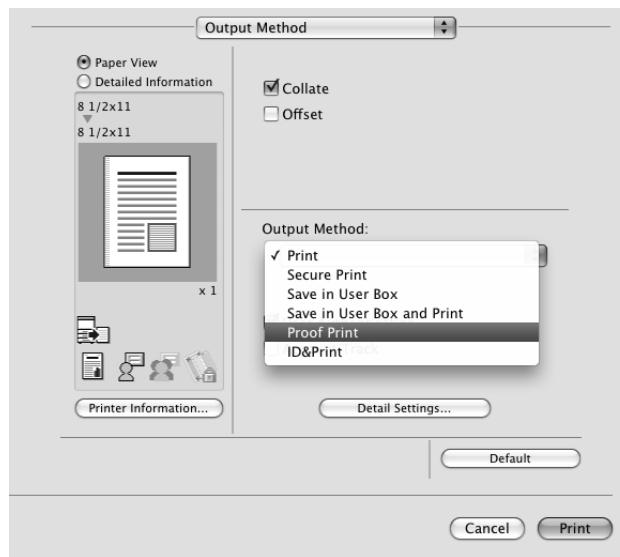 Output Method
Paper View
Detailed Information
8 1/2x11
8 1/2x11
x 1
Printer Information...
Collate
Offset
Output Method:
✓ Print
Secure Print
Save in User Box
Save in User Box and Print
Proof Print
ID&Print
Detail Settings...
Default
Cancel
Print